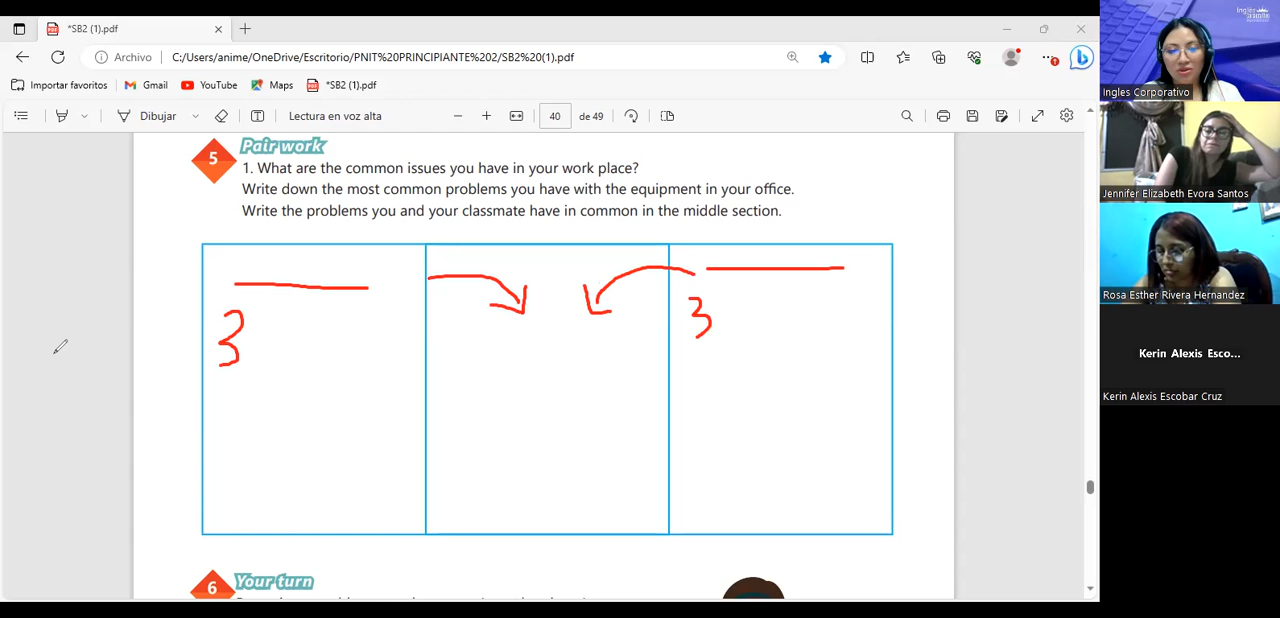 *SB2 (1).pdf
Archivo
C:/Users/anime/OneDrive/Escritorio/PNIT%20PRINCIPIANTE%202/SB2%20(1).pdf
Importar favoritos
Gmail
YouTube
Maps
*SB2 (1).pdf
Dibujar
Lectura en voz alta
40
de 49
5
Pair work
1. What are the common issues you have in your work place?
Write down the most common problems you have with the equipment in your office.
Write the problems you and your classmate have in common in the middle section.
3
3
6
Your turn
Ingles Corporativo
Jennifer Elizabeth Evora Santos
Rosa Esther Rivera Hernandez
Kerin Alexis Esco...
Kerin Alexis Escobar Cruz